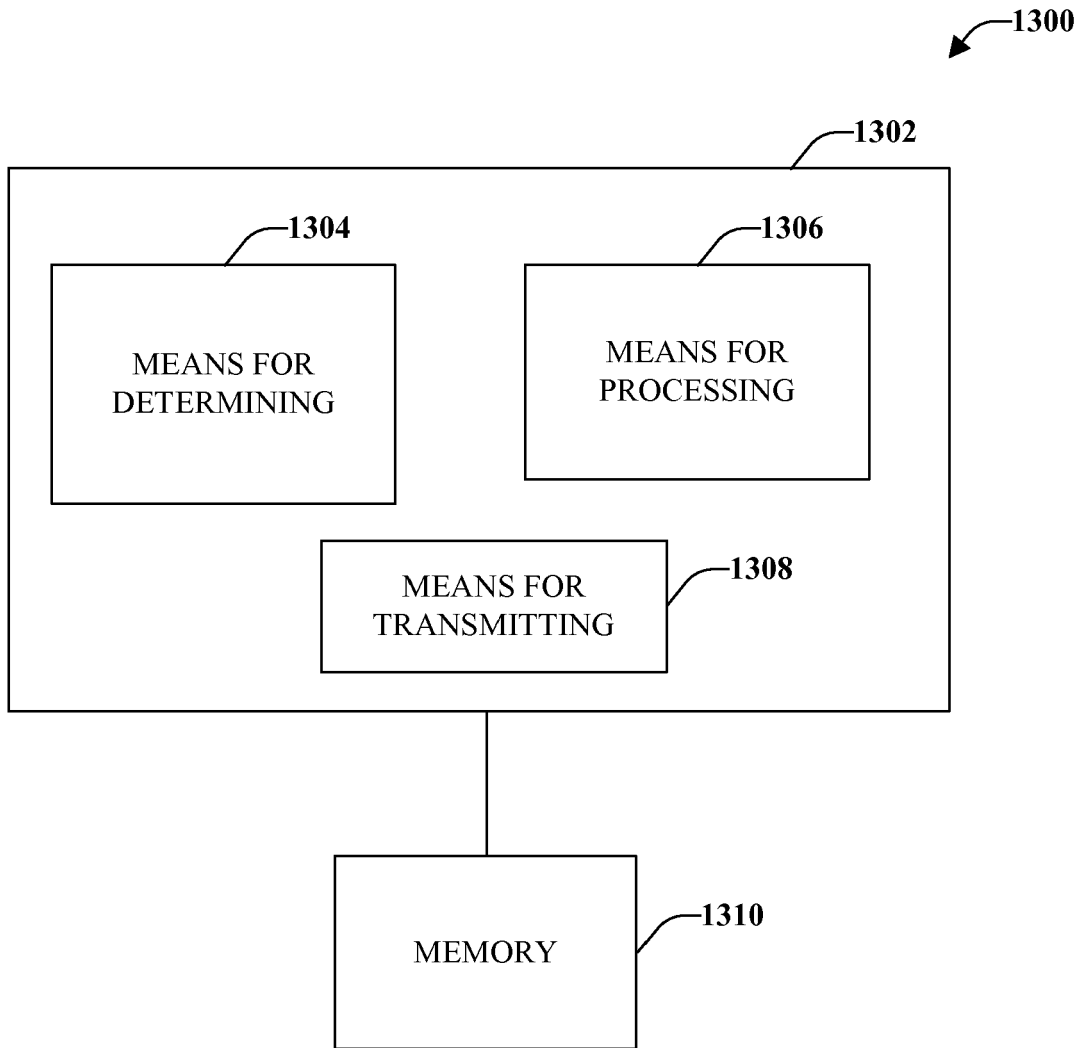 1300
1302
1304
1306
MEANS FOR
DETERMINING
MEANS FOR
PROCESSING
MEANS FOR
TRANSMITTING
1308
MEMORY
1310